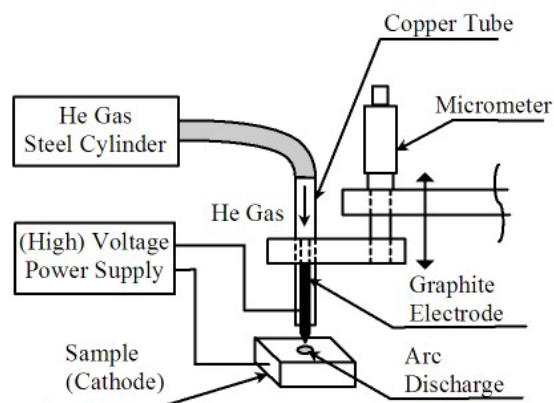 Copper Tube
He Gas
Steel Cylinder
Micrometer
He Gas
(High) Voltage
Power Supply
Graphite
Electrode
Sample
(Cathode)
Arc
Discharge